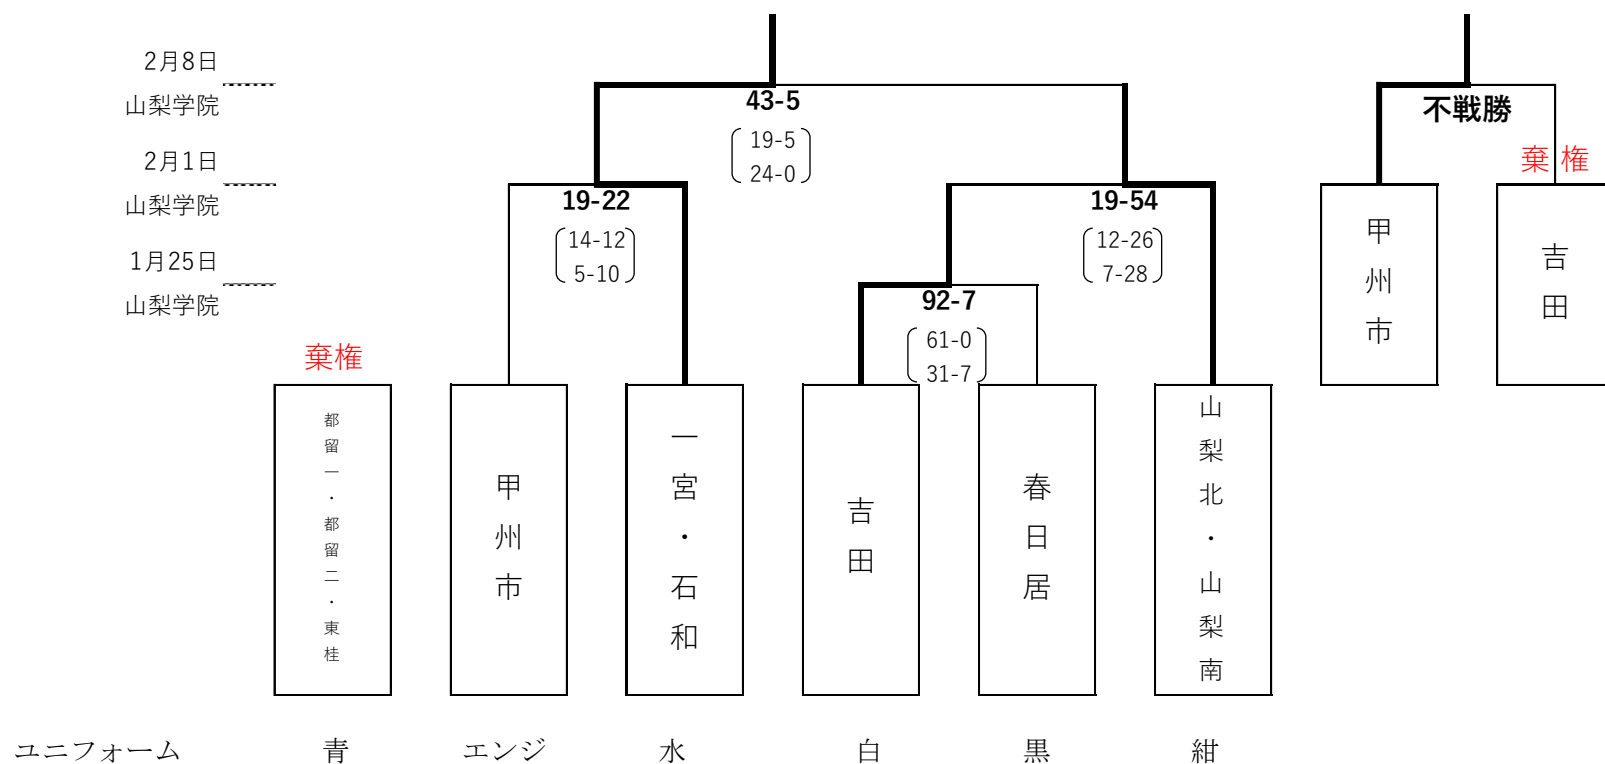 2月8日
山梨学院
43-5
19-5
24-0
不戦勝
2月1日
山梨学院
棄権
19-22
14-12
5-10
19-54
12-26
7-28
甲州市
吉田
1月25日
山梨学院
92-7
61-0
31-7
棄権
都留一・都留二・東桂
甲州市
一宮・石和
吉田
春日居
山梨北・山梨南
ユニフォーム 青 エンジ 水 白 黒 紺